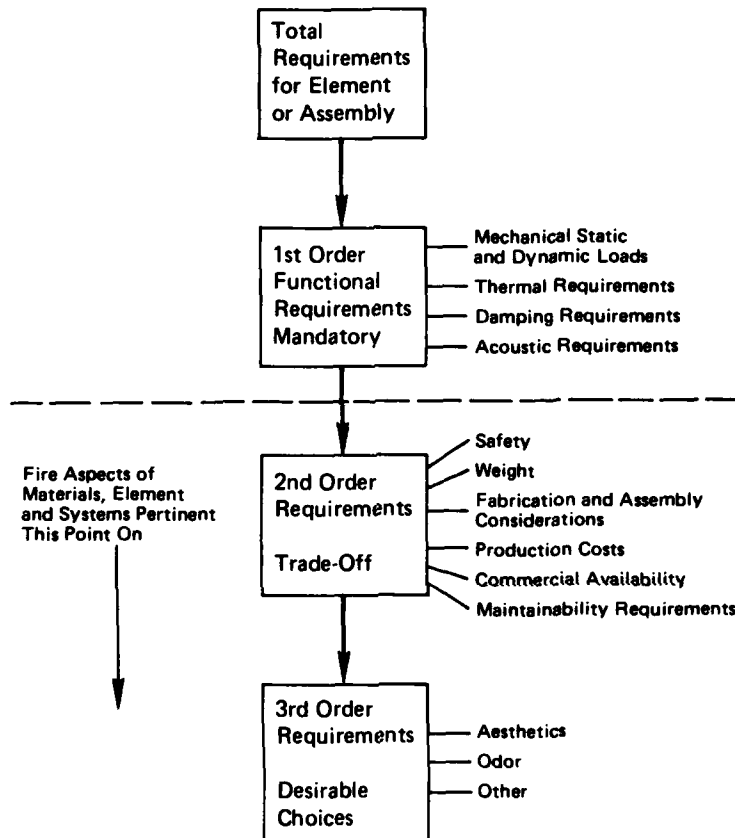 Total
Requirements
for Element
or Assembly
1st Order
Functional
Requirements
Mandatory
Mechanical Static
and Dynamic Loads
Thermal Requirements
Damping Requirements
Acoustic Requirements
Fire Aspects of
Materials, Element
and Systems Pertinent
This Point On
2nd Order
Requirements
Trade-Off
Safety
Weight
Fabrication and Assembly
Considerations
Production Costs
Commercial Availability
Maintainability Requirements
3rd Order
Requirements
Desirable
Choices
Aesthetics
Odor
Other